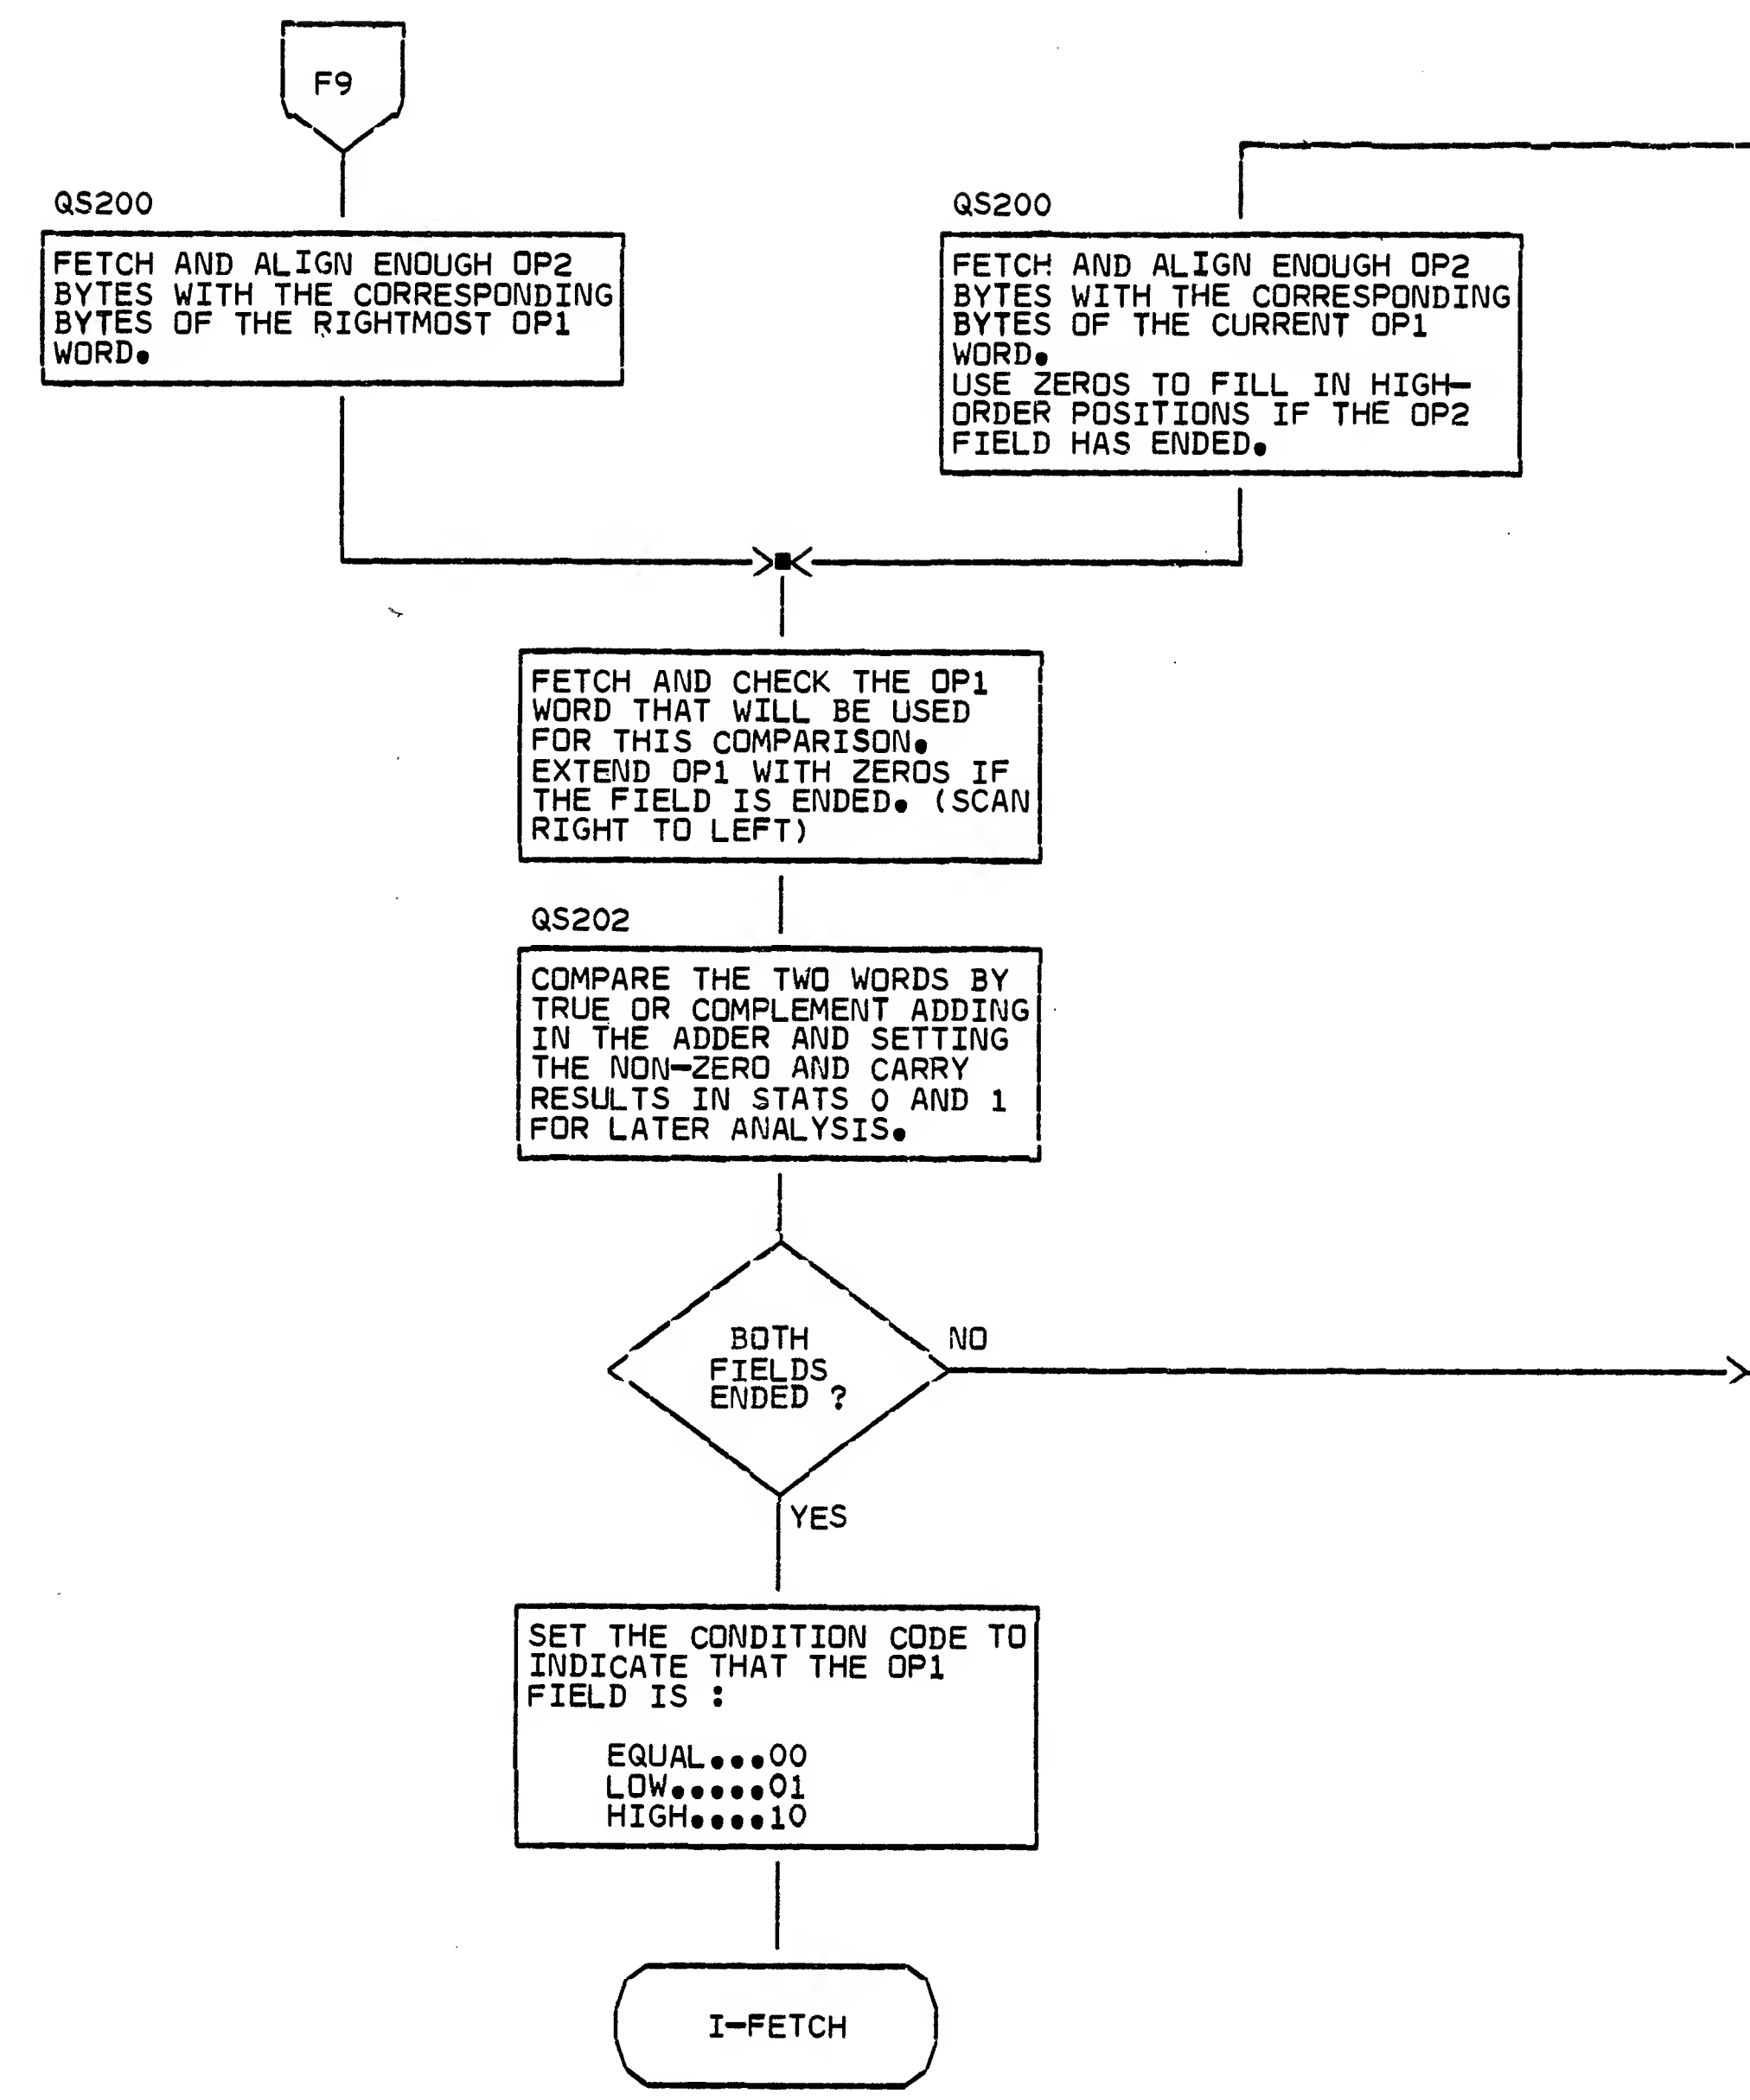 F9
QS200
FETCH AND ALIGN ENOUGH OP2
BYTES WITH THE CORRESPONDING
BYTES OF THE RIGHTMOST OP1
WORD.
QS200
FETCH AND ALIGN ENOUGH OP2
BYTES WITH THE CORRESPONDING
BYTES OF THE CURRENT OP1
WORD.
USE ZEROS TO FILL IN HIGH-
ORDER POSITIONS IF THE OP2
FIELD HAS ENDED.
FETCH AND CHECK THE OP1
WORD THAT WILL BE USED
FOR THIS COMPARISON.
EXTEND OP1 WITH ZEROS IF
THE FIELD IS ENDED. (SCAN
RIGHT TO LEFT)
QS202
COMPARE THE TWO WORDS BY
TRUE OR COMPLEMENT ADDING
IN THE ADDER AND SETTING
THE NON-ZERO AND CARRY
RESULTS IN STATS 0 AND 1
FOR LATER ANALYSIS.
BOTH
FIELDS
ENDED ?
NO
YES
SET THE CONDITION CODE TO
INDICATE THAT THE OP1
FIELD IS :
EQUAL...00
LOW.....01
HIGH....10
I-FETCH